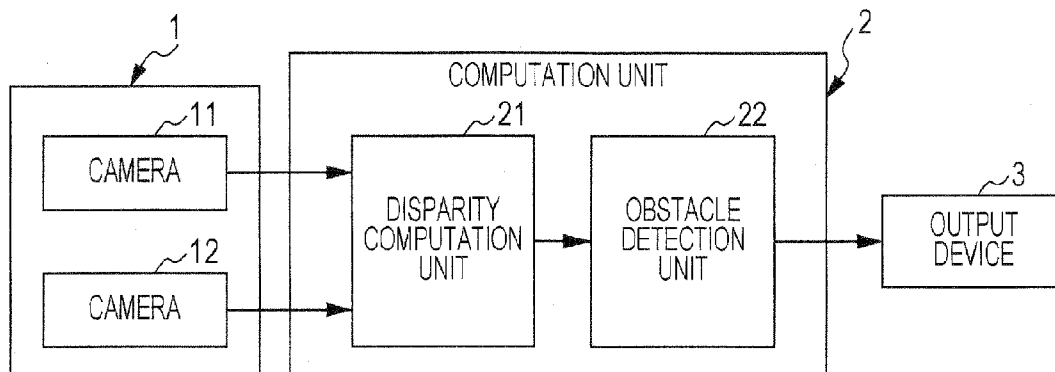 1
2
COMPUTATION UNIT
11
CAMERA
12
CAMERA
21
DISPARITY
COMPUTATION
UNIT
22
OBSTACLE
DETECTION
UNIT
3
OUTPUT
DEVICE